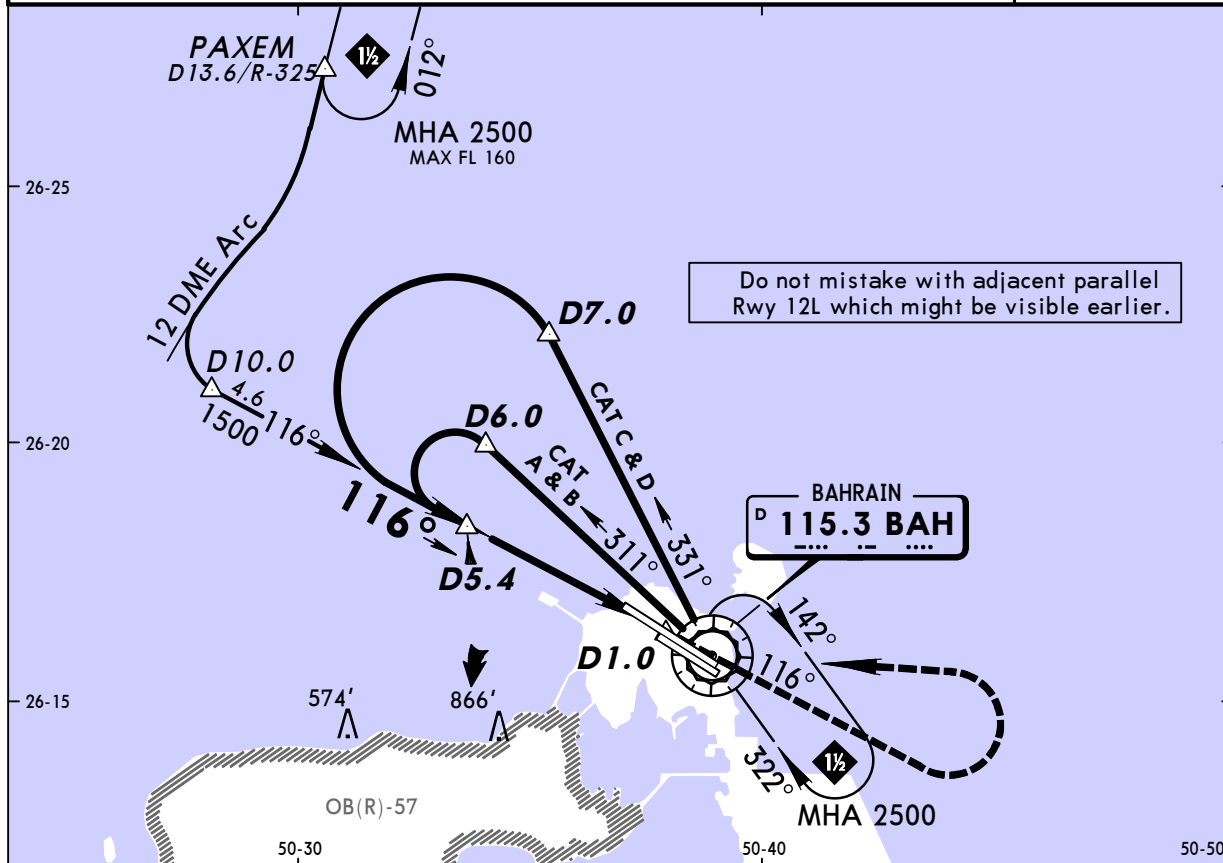 PAXEM
D13.6/R-325
1½
012°
MHA 2500
MAX FL 160
26-25
12 DME Arc
Do not mistake with adjacent parallel
Rwy 12L which might be visible earlier.
D7.0
D10.0
4.6
116°
1500
CAT C & D
331°
26-20
D6.0
CAT
A & B
311°
116°
D5.4
BAHRAIN
D 115.3 BAH
142°
D1.0
116°
26-15
574'
866'
322°
1½
MHA 2500
OB(R)-57
50-30
50-40
50-50